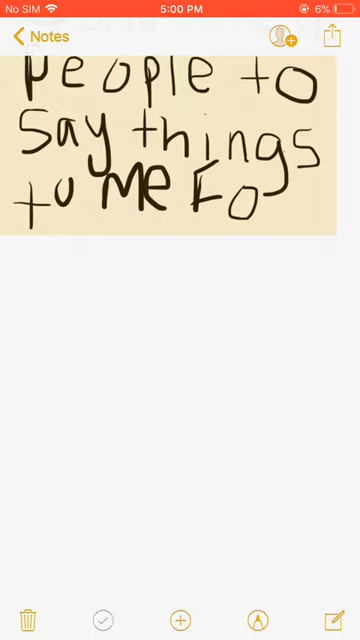 No SIM 5:00 PM 6%
Notes
people to
say things
to me Fo